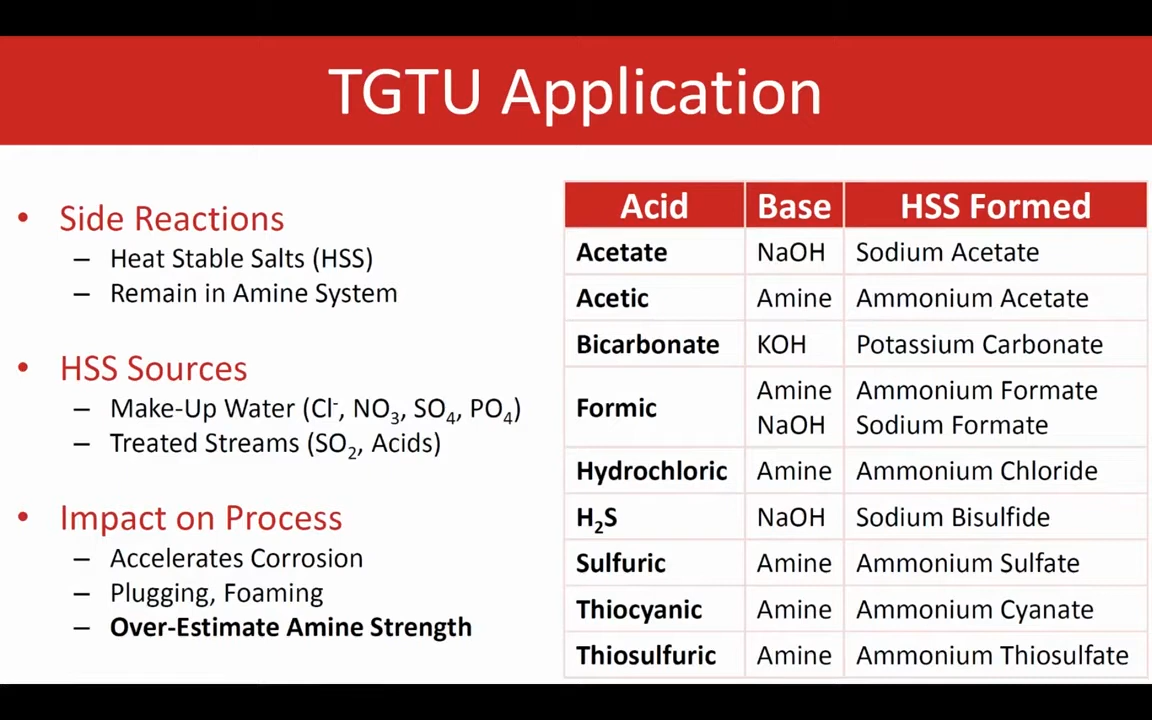 TGTU Application
• Side Reactions
– Heat Stable Salts (HSS)
– Remain in Amine System
• HSS Sources
– Make-Up Water (Cl⁻, NO₃, SO₄, PO₄)
– Treated Streams (SO₂, Acids)
• Impact on Process
– Accelerates Corrosion
– Plugging, Foaming
– Over-Estimate Amine Strength
Acid Base HSS Formed
Acetate NaOH Sodium Acetate
Acetic Amine Ammonium Acetate
Bicarbonate KOH Potassium Carbonate
Formic Amine Ammonium Formate
NaOH Sodium Formate
Hydrochloric Amine Ammonium Chloride
H₂S NaOH Sodium Bisulfide
Sulfuric Amine Ammonium Sulfate
Thiocyanic Amine Ammonium Cyanate
Thiosulfuric Amine Ammonium Thiosulfate